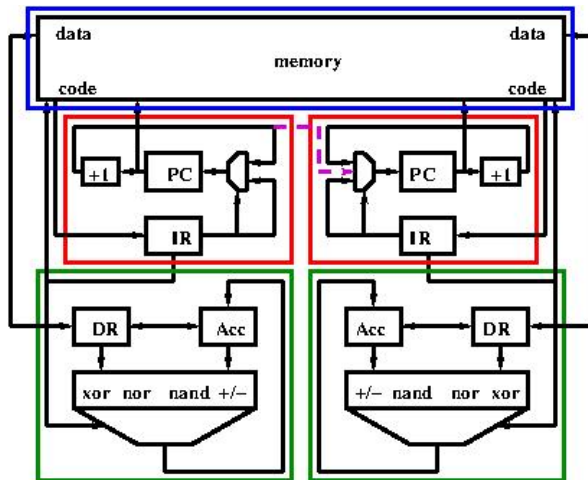 data data
memory
code code
+1 PC PC +1
IR IR
DR Acc Acc DR
xor nor nand +/− +/− nand nor xor